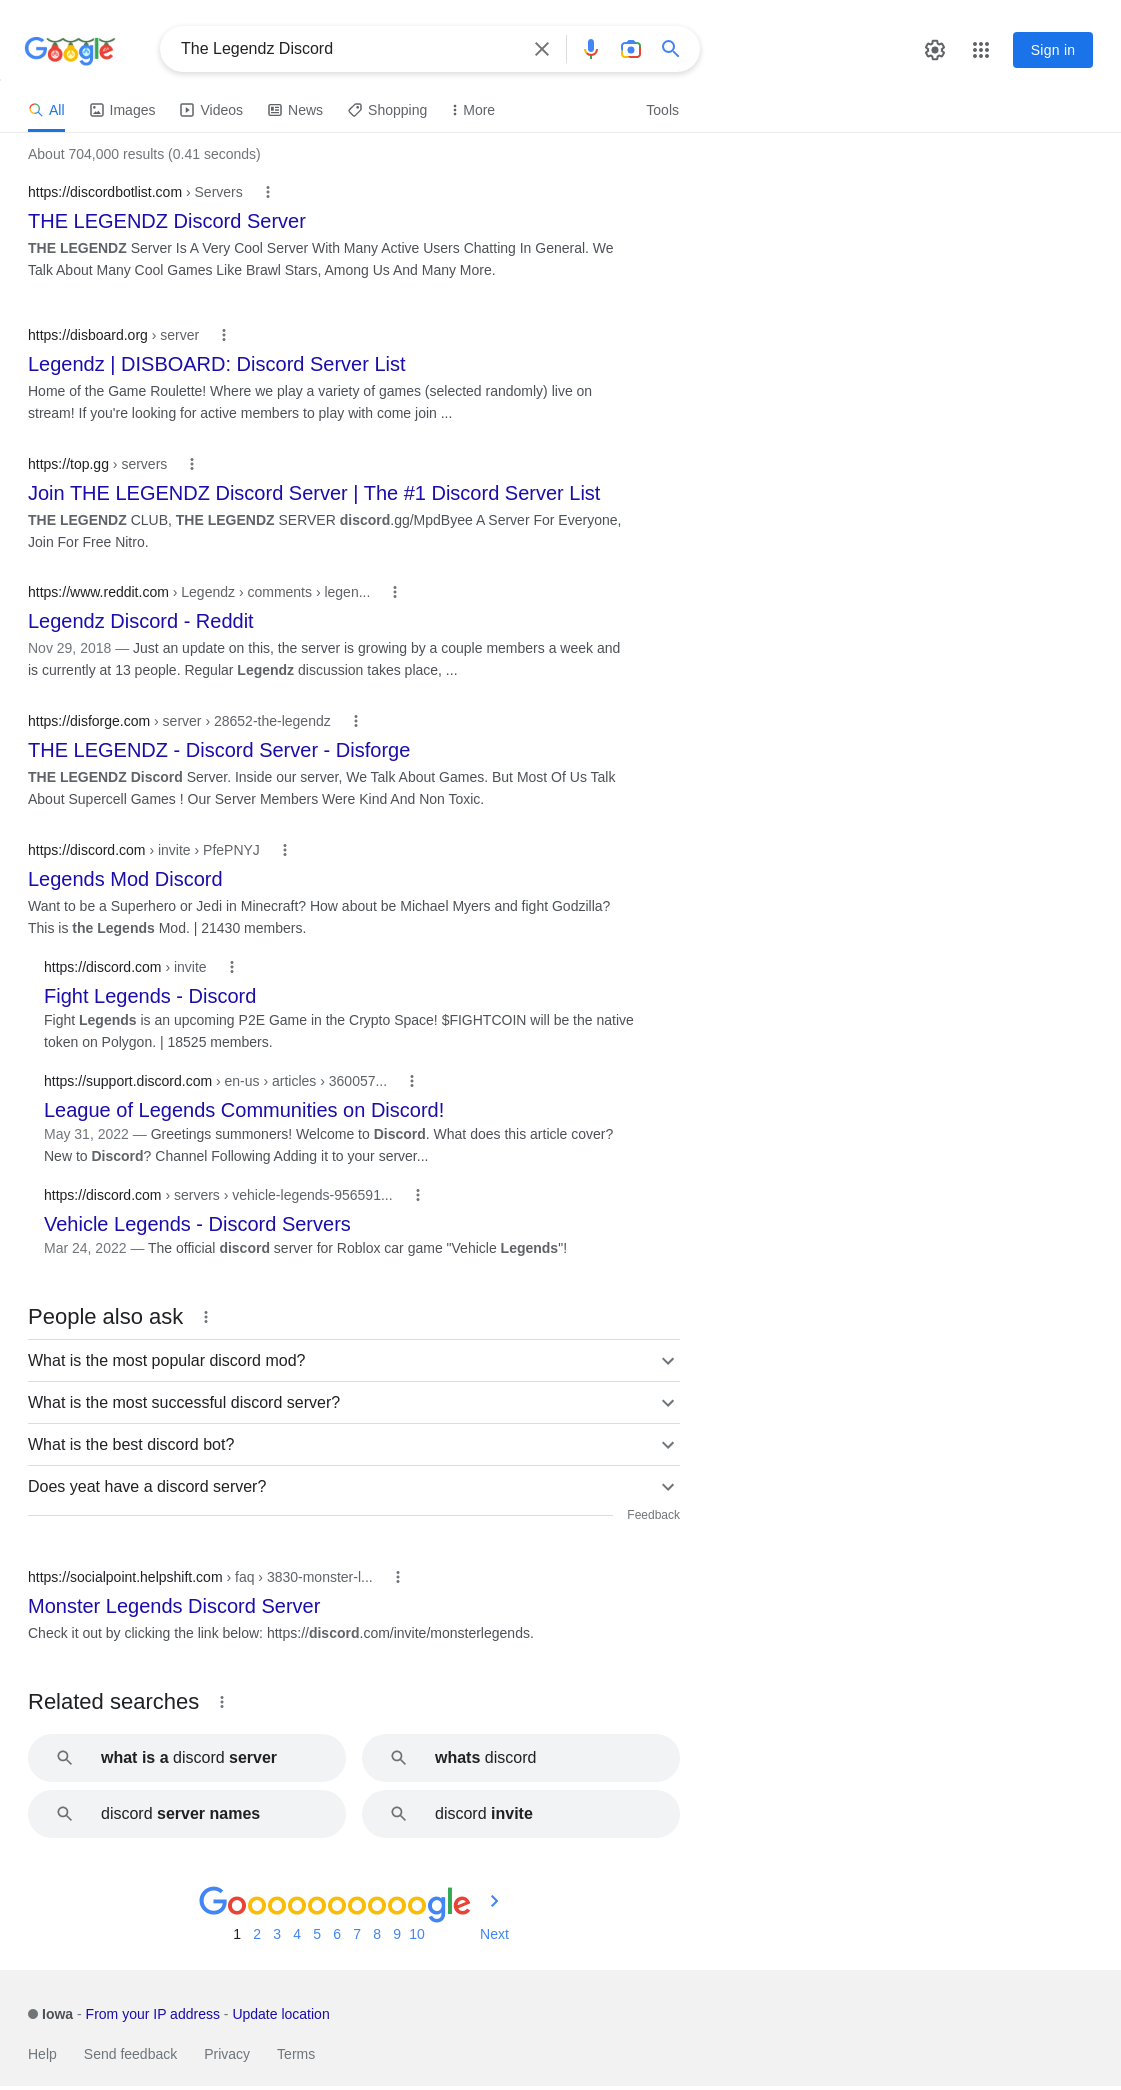 Google
The Legendz Discord
Sign in
All Images Videos News Shopping More Tools
About 704,000 results (0.41 seconds)
https://discordbotlist.com › Servers
THE LEGENDZ Discord Server
THE LEGENDZ Server Is A Very Cool Server With Many Active Users Chatting In General. We
Talk About Many Cool Games Like Brawl Stars, Among Us And Many More.
https://disboard.org › server
Legendz | DISBOARD: Discord Server List
Home of the Game Roulette! Where we play a variety of games (selected randomly) live on
stream! If you're looking for active members to play with come join ...
https://top.gg › servers
Join THE LEGENDZ Discord Server | The #1 Discord Server List
THE LEGENDZ CLUB, THE LEGENDZ SERVER discord.gg/MpdByee A Server For Everyone,
Join For Free Nitro.
https://www.reddit.com › Legendz › comments › legen...
Legendz Discord - Reddit
Nov 29, 2018 — Just an update on this, the server is growing by a couple members a week and
is currently at 13 people. Regular Legendz discussion takes place, ...
https://disforge.com › server › 28652-the-legendz
THE LEGENDZ - Discord Server - Disforge
THE LEGENDZ Discord Server. Inside our server, We Talk About Games. But Most Of Us Talk
About Supercell Games ! Our Server Members Were Kind And Non Toxic.
https://discord.com › invite › PfePNYJ
Legends Mod Discord
Want to be a Superhero or Jedi in Minecraft? How about be Michael Myers and fight Godzilla?
This is the Legends Mod. | 21430 members.
https://discord.com › invite
Fight Legends - Discord
Fight Legends is an upcoming P2E Game in the Crypto Space! $FIGHTCOIN will be the native
token on Polygon. | 18525 members.
https://support.discord.com › en-us › articles › 360057...
League of Legends Communities on Discord!
May 31, 2022 — Greetings summoners! Welcome to Discord. What does this article cover?
New to Discord? Channel Following Adding it to your server...
https://discord.com › servers › vehicle-legends-956591...
Vehicle Legends - Discord Servers
Mar 24, 2022 — The official discord server for Roblox car game "Vehicle Legends"!
People also ask
What is the most popular discord mod?
What is the most successful discord server?
What is the best discord bot?
Does yeat have a discord server?
Feedback
https://socialpoint.helpshift.com › faq › 3830-monster-l...
Monster Legends Discord Server
Check it out by clicking the link below: https://discord.com/invite/monsterlegends.
Related searches
what is a discord server
whats discord
discord server names
discord invite
Goooooooooogle
1 2 3 4 5 6 7 8 9 10 Next
Iowa - From your IP address - Update location
Help Send feedback Privacy Terms